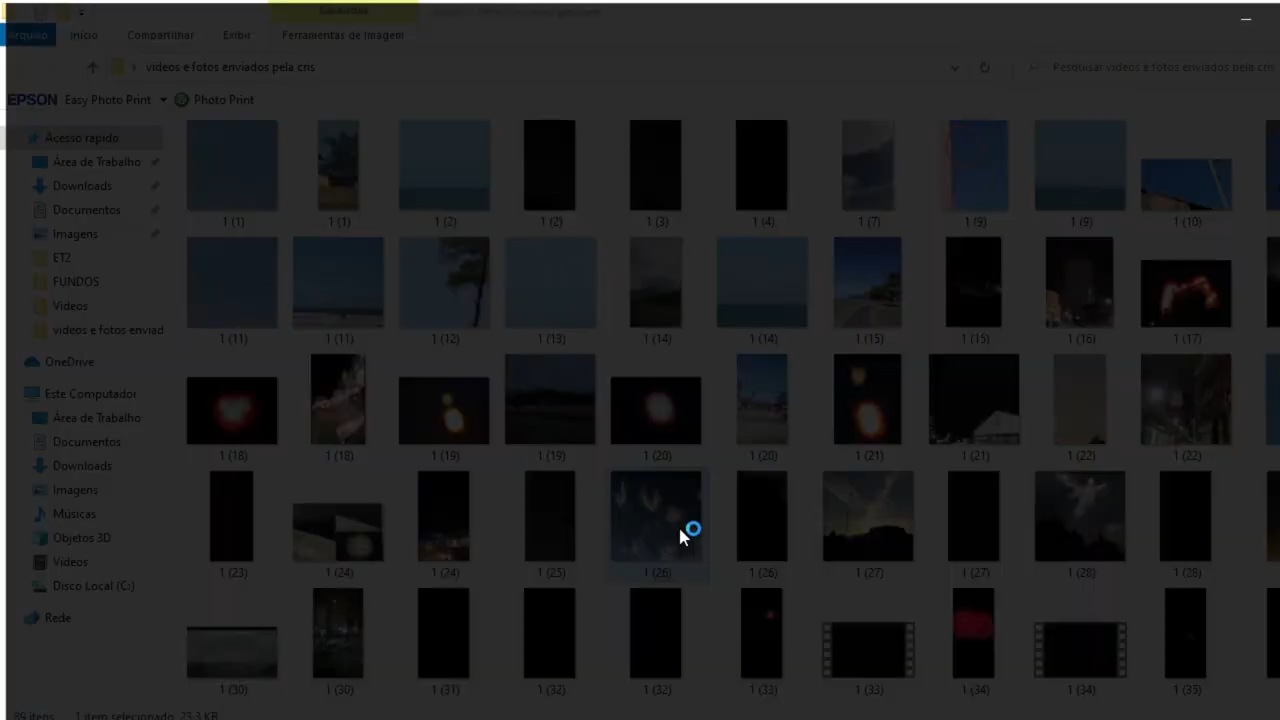 Arquivo Início Compartilhar Exibir Ferramentas de Imagem
videos e fotos enviados pela cris
Pesquisar videos e fotos enviados pela cris
EPSON Easy Photo Print Photo Print
Acesso rápido
Área de Trabalho
Downloads
Documentos
Imagens
ET2
FUNDOS
Vídeos
videos e fotos enviad
OneDrive
Este Computador
Área de Trabalho
Documentos
Downloads
Imagens
Músicas
Objetos 3D
Vídeos
Disco Local (C:)
Rede
1 (1) 1 (1) 1 (2) 1 (2) 1 (3) 1 (4) 1 (7) 1 (9) 1 (9) 1 (10)
1 (11) 1 (11) 1 (12) 1 (13) 1 (14) 1 (14) 1 (15) 1 (15) 1 (16) 1 (17)
1 (18) 1 (18) 1 (19) 1 (19) 1 (20) 1 (20) 1 (21) 1 (21) 1 (22) 1 (22)
1 (23) 1 (24) 1 (24) 1 (25) 1 (26) 1 (26) 1 (27) 1 (27) 1 (28) 1 (28)
1 (30) 1 (30) 1 (31) 1 (32) 1 (32) 1 (33) 1 (33) 1 (34) 1 (34) 1 (35)
89 itens 1 item selecionado 23,3 KB